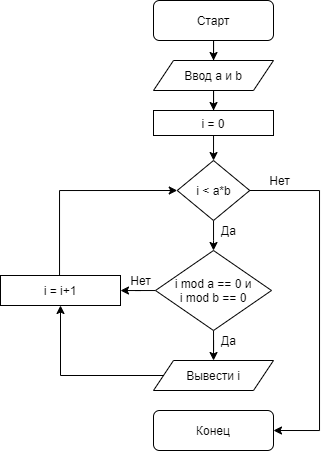 Старт
Ввод a и b
i = 0
i < a*b
Нет
Да
i mod a == 0 и
i mod b == 0
Нет
i = i+1
Да
Вывести i
Конец